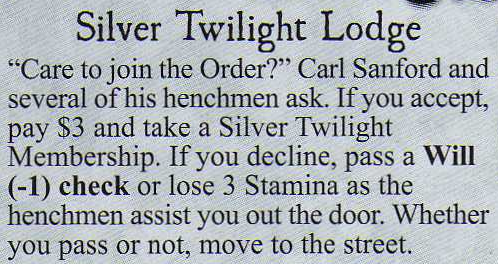 Silver Twilight Lodge
“Care to join the Order?” Carl Sanford and
several of his henchmen ask. If you accept,
pay $3 and take a Silver Twilight
Membership. If you decline, pass a Will
(-1) check or lose 3 Stamina as the
henchmen assist you out the door. Whether
you pass or not, move to the street.